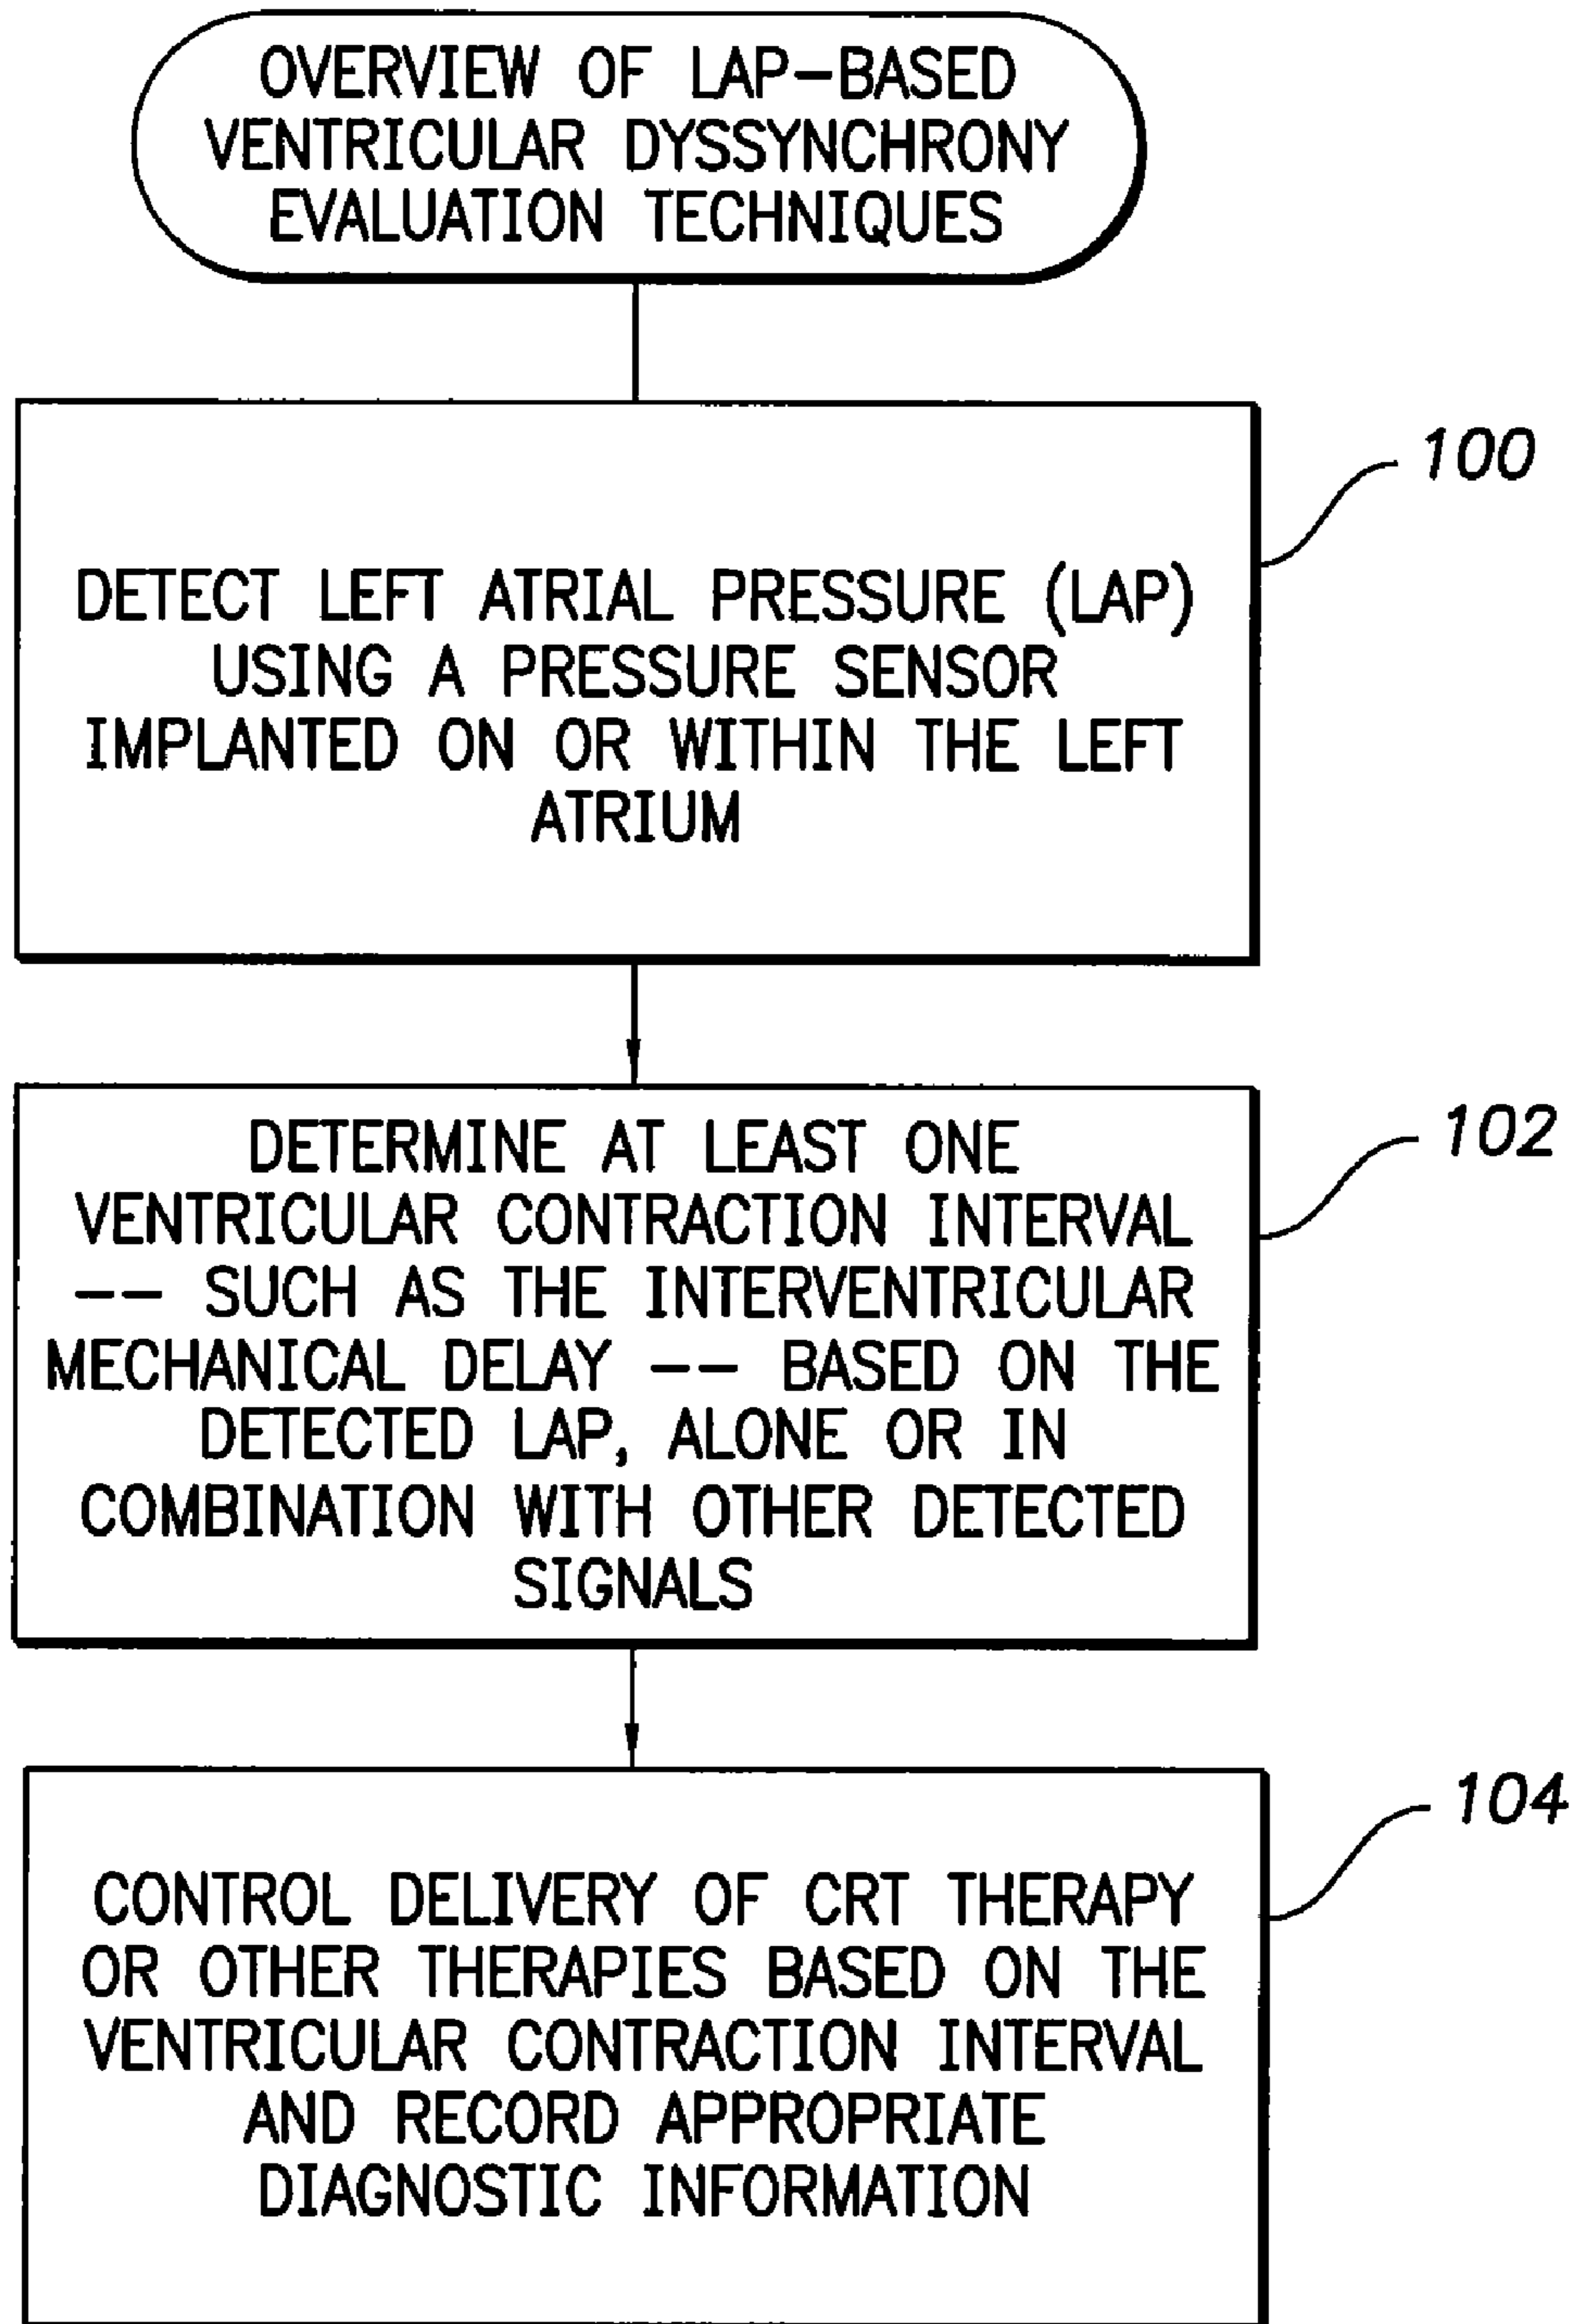 OVERVIEW OF LAP-BASED
VENTRICULAR DYSSYNCHRONY
EVALUATION TECHNIQUES
100
DETECT LEFT ATRIAL PRESSURE (LAP)
USING A PRESSURE SENSOR
IMPLANTED ON OR WITHIN THE LEFT
ATRIUM
102
DETERMINE AT LEAST ONE
VENTRICULAR CONTRACTION INTERVAL
-- SUCH AS THE INTERVENTRICULAR
MECHANICAL DELAY -- BASED ON THE
DETECTED LAP, ALONE OR IN
COMBINATION WITH OTHER DETECTED
SIGNALS
104
CONTROL DELIVERY OF CRT THERAPY
OR OTHER THERAPIES BASED ON THE
VENTRICULAR CONTRACTION INTERVAL
AND RECORD APPROPRIATE
DIAGNOSTIC INFORMATION